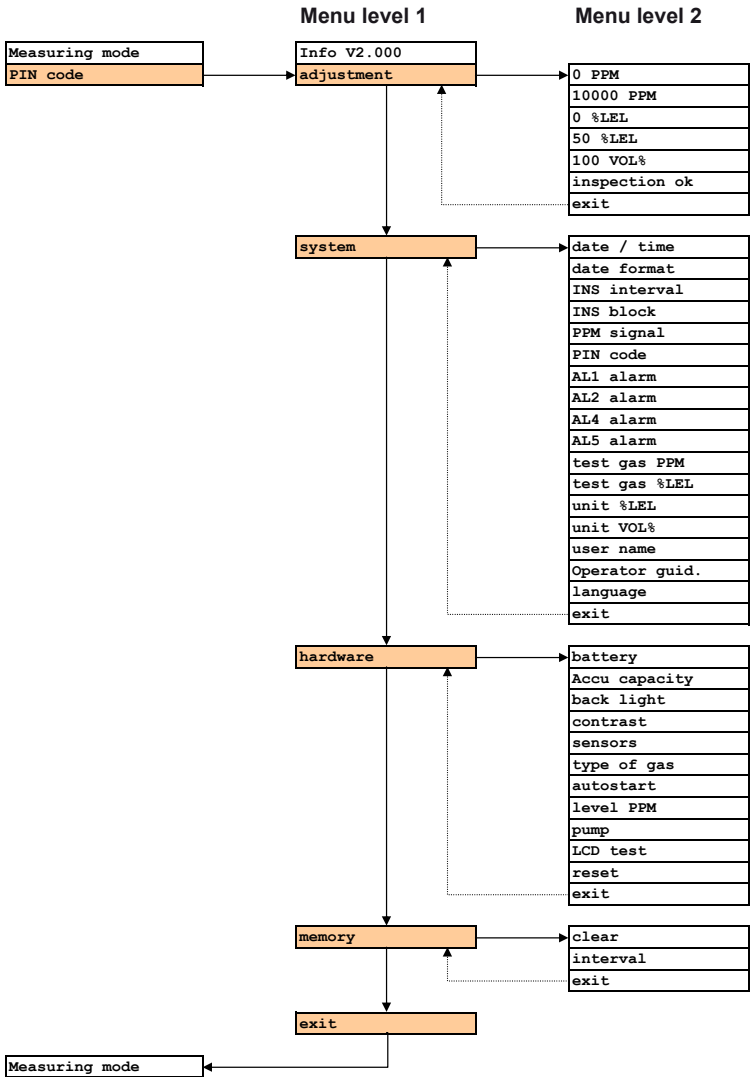 Menu level 1
Menu level 2
Measuring mode
PIN code
Info V2.000
adjustment
0 PPM
10000 PPM
0 %LEL
50 %LEL
100 VOL%
inspection ok
exit
system
date / time
date format
INS interval
INS block
PPM signal
PIN code
AL1 alarm
AL2 alarm
AL4 alarm
AL5 alarm
test gas PPM
test gas %LEL
unit %LEL
unit VOL%
user name
Operator guid.
language
exit
hardware
battery
Accu capacity
back light
contrast
sensors
type of gas
autostart
level PPM
pump
LCD test
reset
exit
memory
clear
interval
exit
exit
Measuring mode